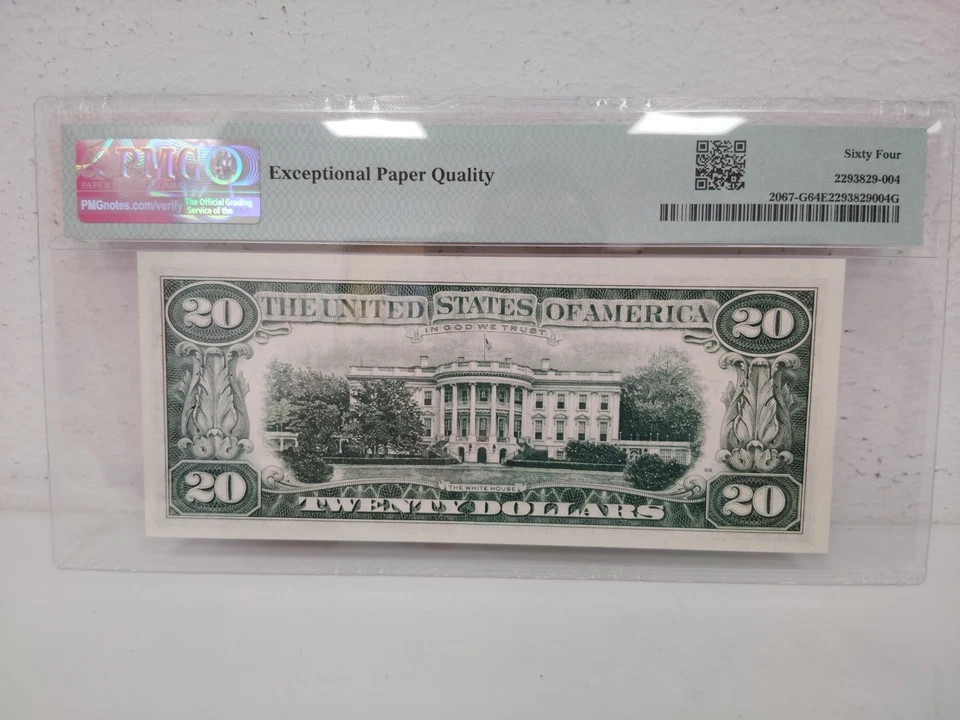 PMG
PAPER
PMGnotes.com/verify
The Official Grading
Service of the
Exceptional Paper Quality
Sixty Four
2293829-004
2067-G64E2293829004G
20 THE UNITED STATES OF AMERICA 20
IN GOD WE TRUST
THE WHITE HOUSE
20 TWENTY DOLLARS 20